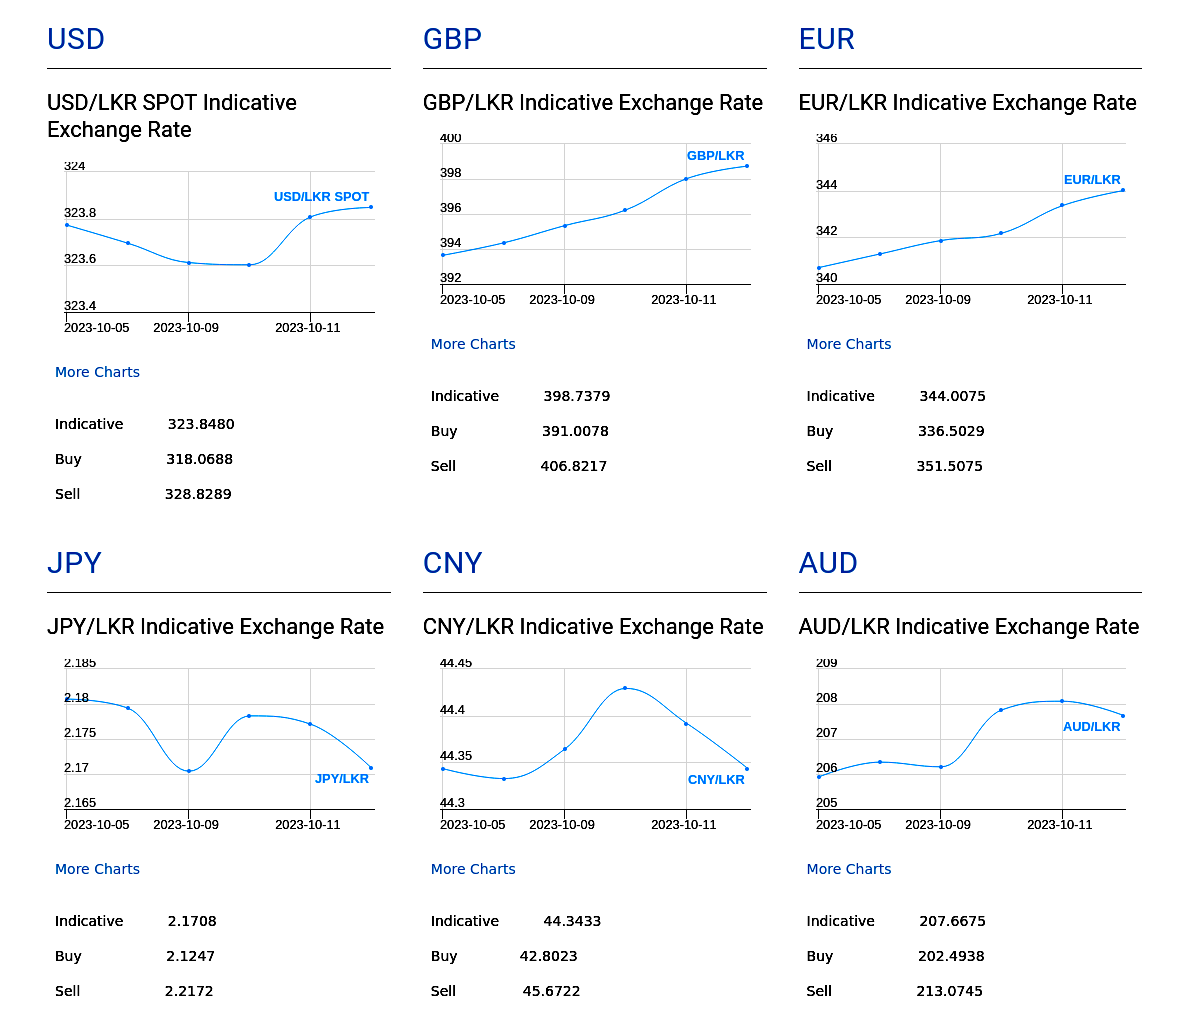 USD
USD/LKR SPOT Indicative
Exchange Rate
324
USD/LKR SPOT
323.8
323.6
323.4
2023-10-05 2023-10-09 2023-10-11
More Charts
Indicative 323.8480
Buy 318.0688
Sell 328.8289
GBP
GBP/LKR Indicative Exchange Rate
400
GBP/LKR
398
396
394
392
2023-10-05 2023-10-09 2023-10-11
More Charts
Indicative 398.7379
Buy 391.0078
Sell 406.8217
EUR
EUR/LKR Indicative Exchange Rate
346
EUR/LKR
344
342
340
2023-10-05 2023-10-09 2023-10-11
More Charts
Indicative 344.0075
Buy 336.5029
Sell 351.5075
JPY
JPY/LKR Indicative Exchange Rate
2.185
2.18
2.175
2.17
JPY/LKR
2.165
2023-10-05 2023-10-09 2023-10-11
More Charts
Indicative 2.1708
Buy 2.1247
Sell 2.2172
CNY
CNY/LKR Indicative Exchange Rate
44.45
44.4
44.35
CNY/LKR
44.3
2023-10-05 2023-10-09 2023-10-11
More Charts
Indicative 44.3433
Buy 42.8023
Sell 45.6722
AUD
AUD/LKR Indicative Exchange Rate
209
208
AUD/LKR
207
206
205
2023-10-05 2023-10-09 2023-10-11
More Charts
Indicative 207.6675
Buy 202.4938
Sell 213.0745